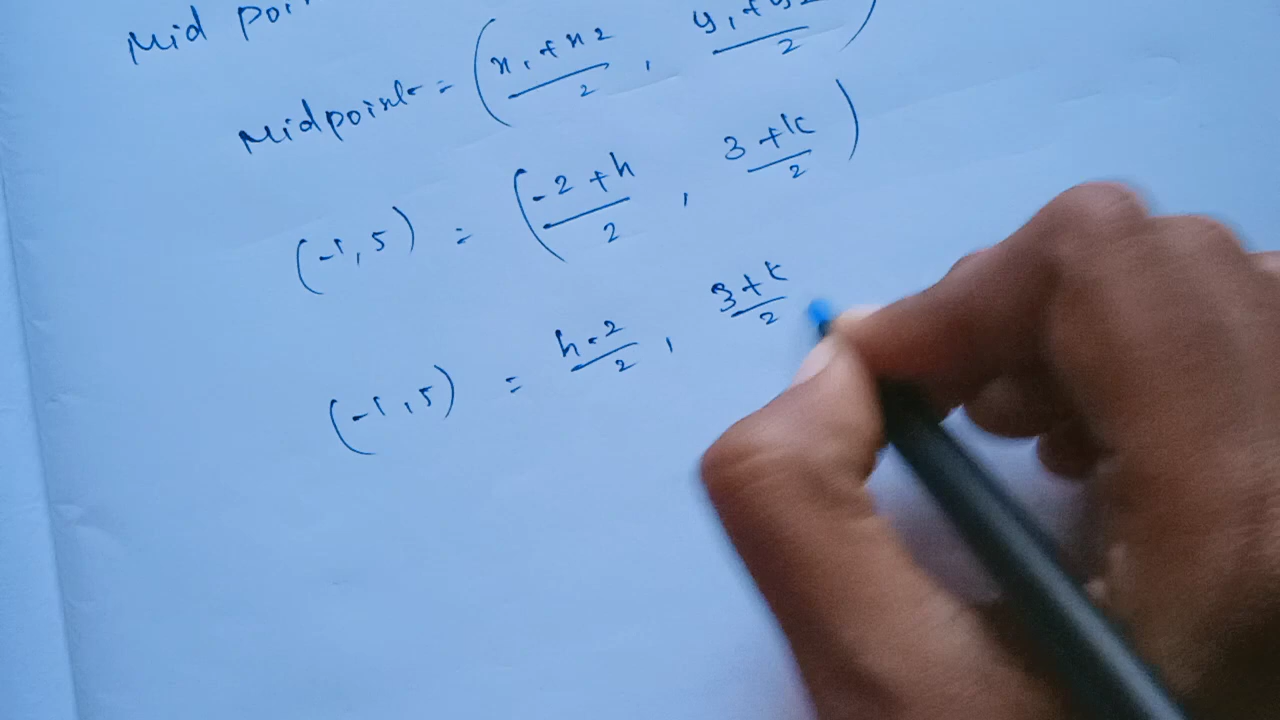 Mid Poi
Midpoint = (x₁+x₂/2, y₁+y₂/2)
(-1, 5) = (-2+h/2, 3+k/2)
(-1, 5) = h-2/2, 3+k/2